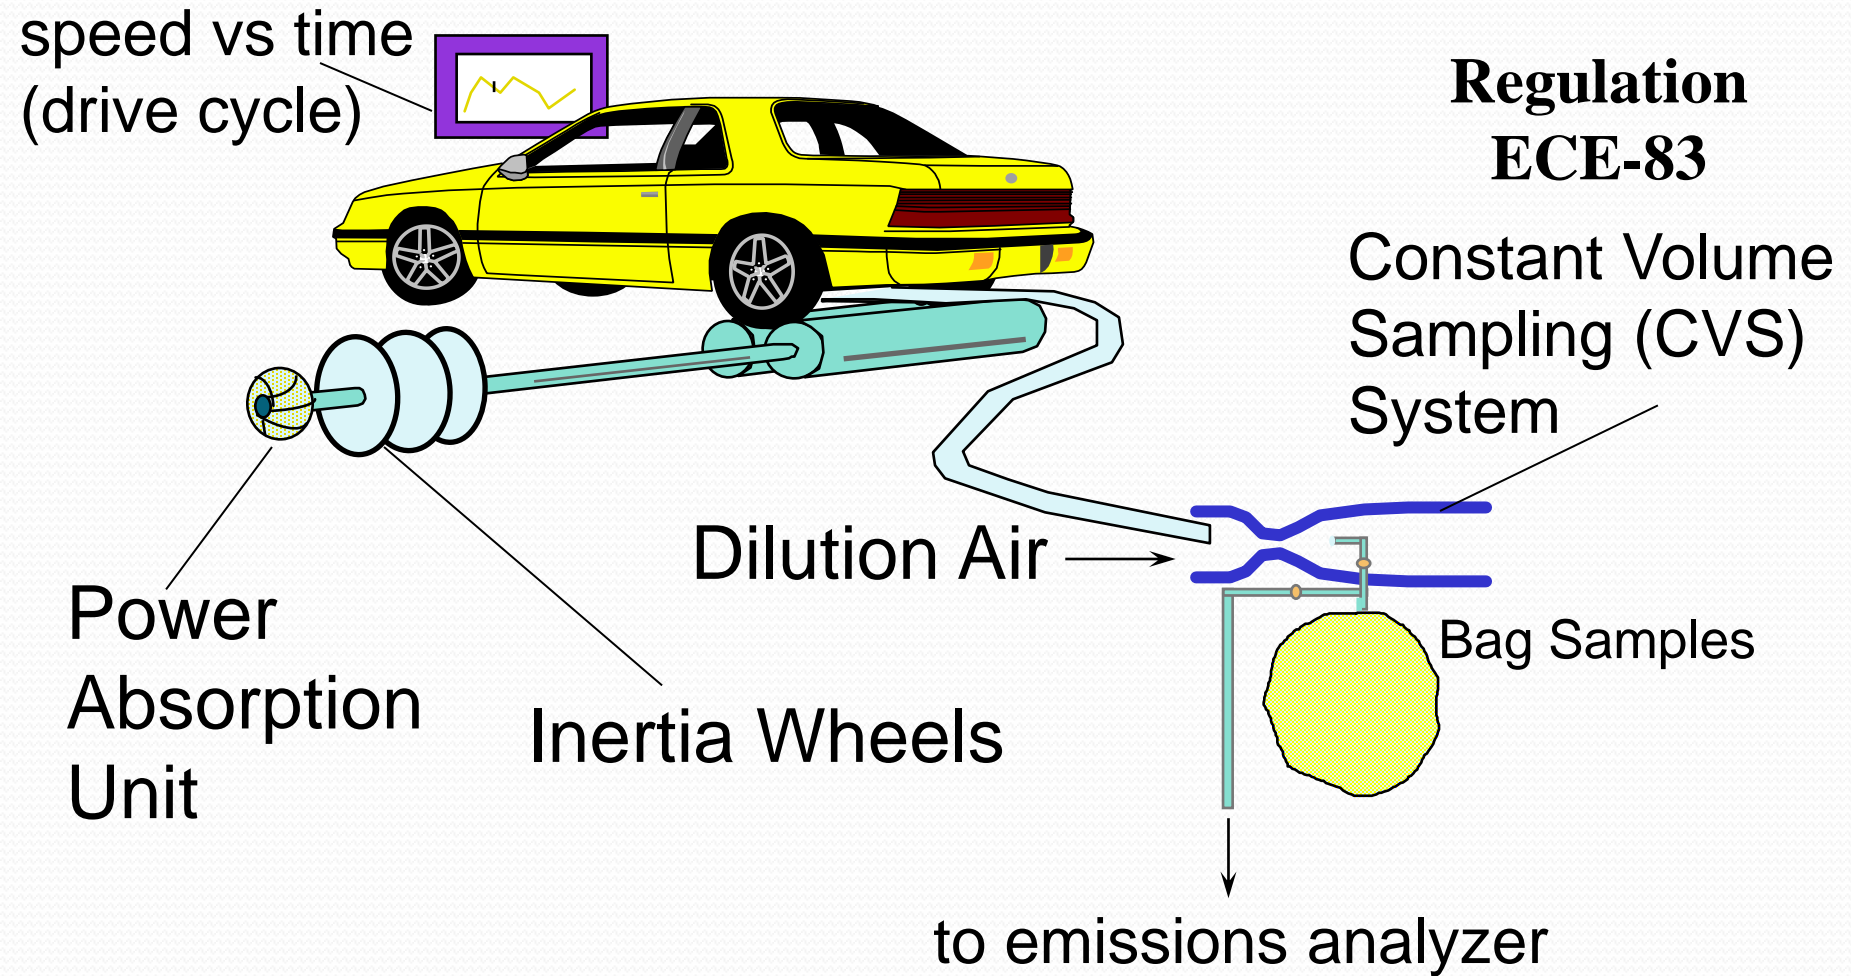 speed vs time
(drive cycle)
Regulation
ECE-83
Constant Volume
Sampling (CVS)
System
Dilution Air
Power
Absorption
Unit
Inertia Wheels
Bag Samples
to emissions analyzer